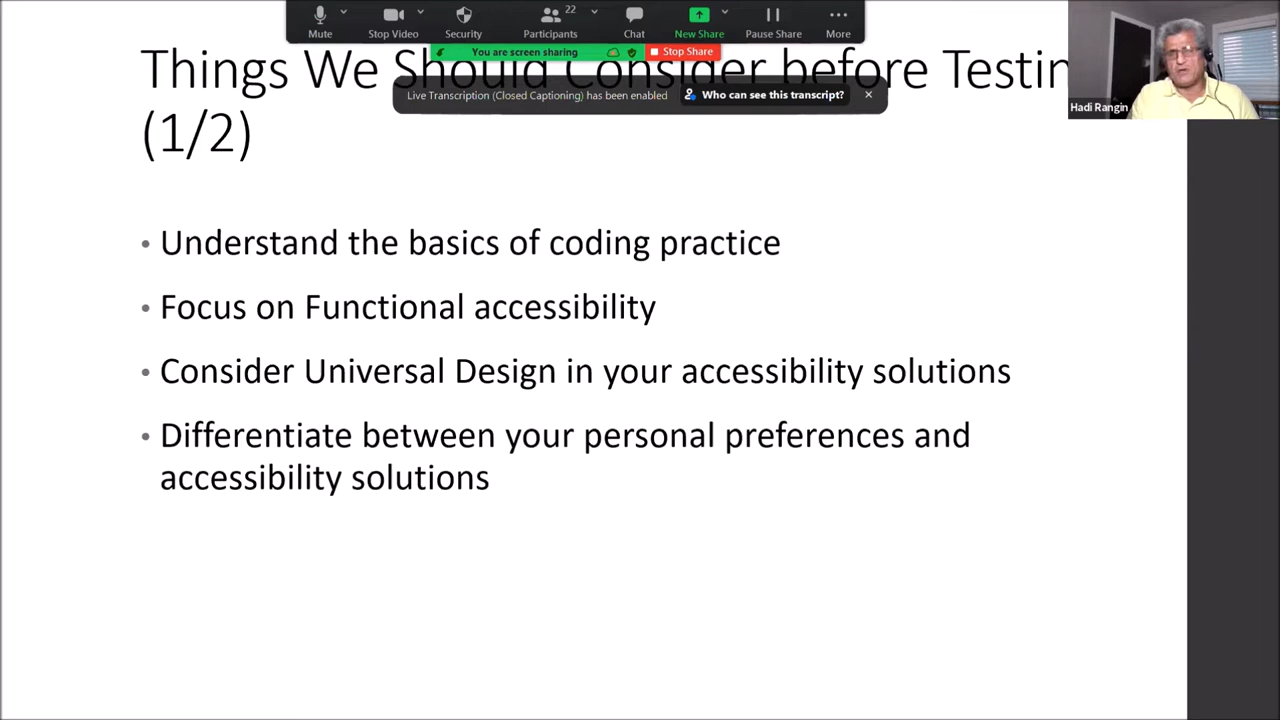 22
Mute
Stop Video
Security
Participants
Chat
New Share
Pause Share
More
You are screen sharing
Stop Share
Things We Should Consider before Testin
(1/2)
Live Transcription (Closed Captioning) has been enabled
Who can see this transcript?
Hadi Rangin
• Understand the basics of coding practice
• Focus on Functional accessibility
• Consider Universal Design in your accessibility solutions
• Differentiate between your personal preferences and
accessibility solutions